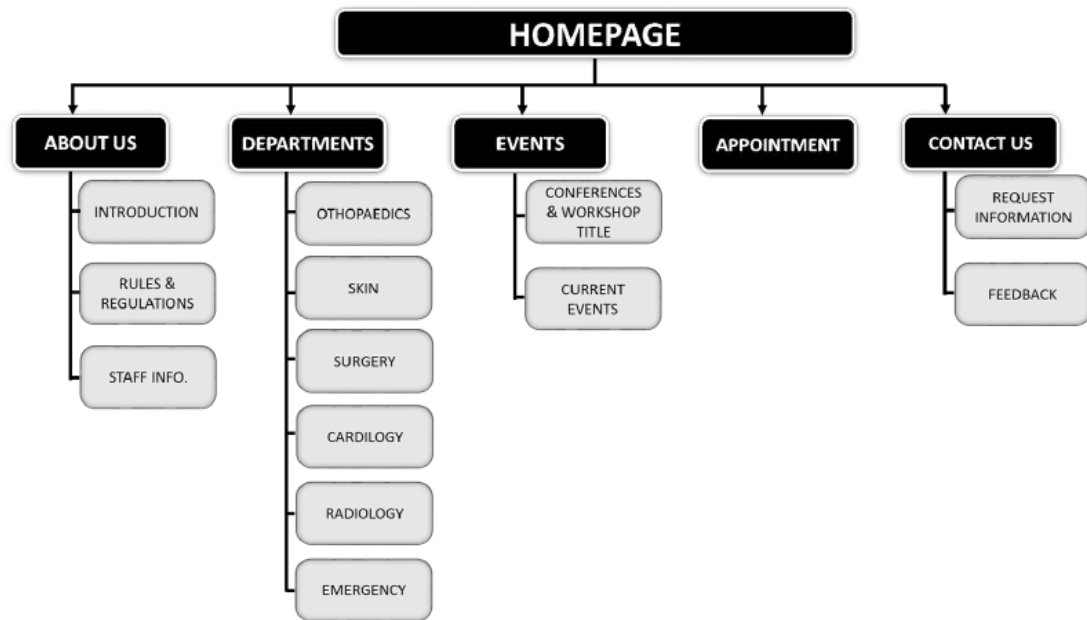 HOMEPAGE
ABOUT US
DEPARTMENTS
EVENTS
APPOINTMENT
CONTACT US
INTRODUCTION
RULES &
REGULATIONS
STAFF INFO.
OTHOPAEDICS
SKIN
SURGERY
CARDILOGY
RADIOLOGY
EMERGENCY
CONFERENCES
& WORKSHOP
TITLE
CURRENT
EVENTS
REQUEST
INFORMATION
FEEDBACK